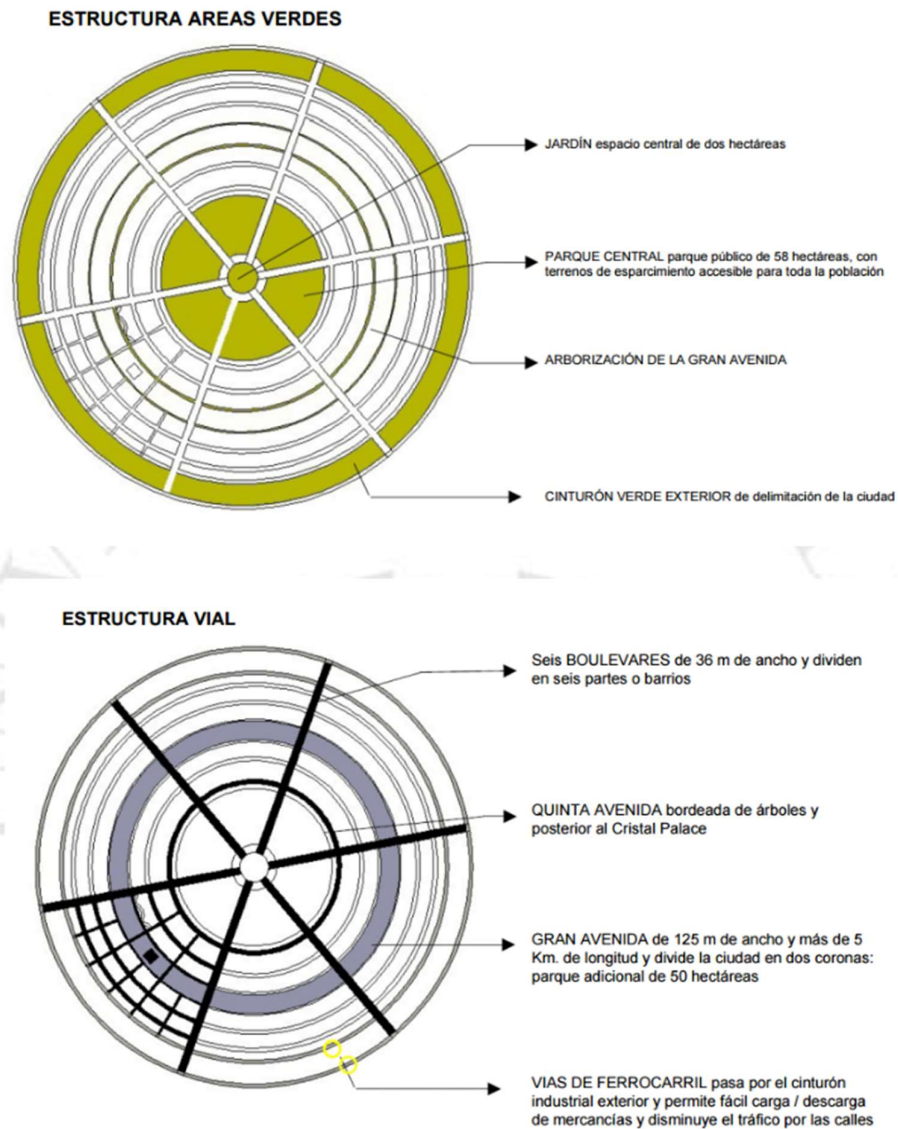 ESTRUCTURA AREAS VERDES
JARDÍN espacio central de dos hectáreas
PARQUE CENTRAL parque público de 58 hectáreas, con
terrenos de esparcimiento accesible para toda la población
ARBORIZACIÓN DE LA GRAN AVENIDA
CINTURÓN VERDE EXTERIOR de delimitación de la ciudad
ESTRUCTURA VIAL
Seis BOULEVARES de 36 m de ancho y dividen
en seis partes o barrios
QUINTA AVENIDA bordeada de árboles y
posterior al Cristal Palace
GRAN AVENIDA de 125 m de ancho y más de 5
Km. de longitud y divide la ciudad en dos coronas:
parque adicional de 50 hectáreas
VIAS DE FERROCARRIL pasa por el cinturón
industrial exterior y permite fácil carga / descarga
de mercancías y disminuye el tráfico por las calles